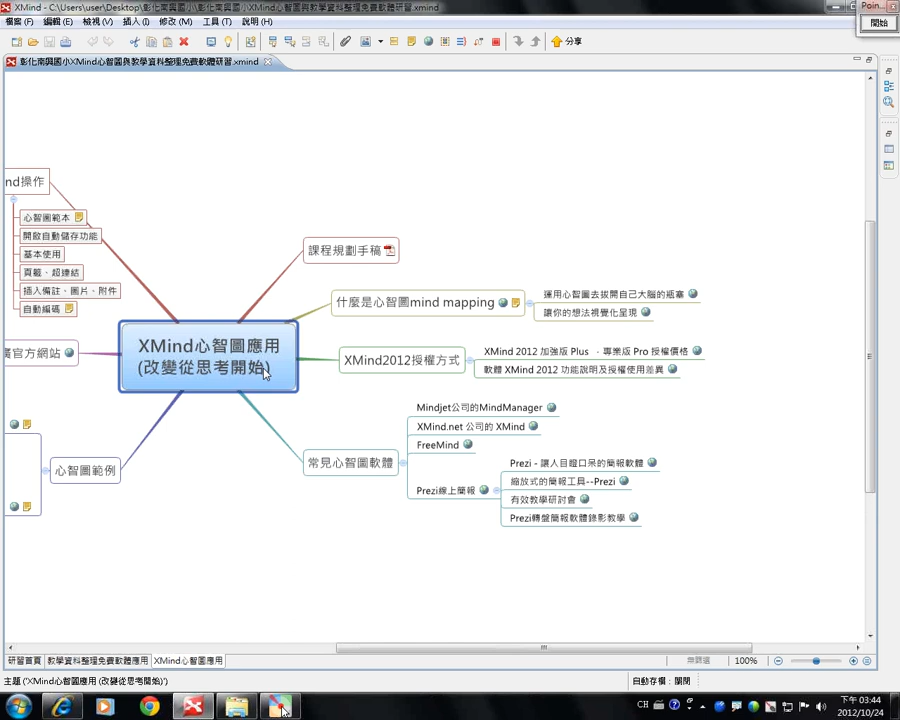 XMind - C:\Users\user\Desktop\彰化南興國小\彰化南興國小XMind心智圖與教學資料整理免費軟體研習.xmind
Poin...
開始
檔案(F) 編輯(E) 檢視(V) 插入(I) 修改(M) 工具(T) 說明(H)
分享
彰化南興國小XMind心智圖與教學資料整理免費軟體研習.xmind
nd操作
心智圖範本
開啟自動儲存功能
基本使用
頁籤、超連結
插入備註、圖片、附件
自動編碼
課程規劃手稿
什麼是心智圖mind mapping
運用心智圖去拔開自己大腦的瓶塞
讓你的想法視覺化呈現
廣官方網站
XMind心智圖應用
(改變從思考開始)
XMind2012授權方式
XMind 2012 加強版 Plus 、專業版 Pro 授權價格
軟體 XMind 2012 功能說明及授權使用差異
心智圖範例
常見心智圖軟體
Mindjet公司的MindManager
XMind.net 公司的 XMind
FreeMind
Prezi線上簡報
Prezi - 讓人目瞪口呆的簡報軟體
縮放式的簡報工具--Prezi
有效教學研討會
Prezi轉盤簡報軟體錄影教學
研習首頁 教學資料整理免費軟體應用 XMind心智圖應用
無篩選 100%
主題 ('XMind心智圖應用 (改變從思考開始)')
自動存檔：關閉
CH
下午 03:44
2012/10/24